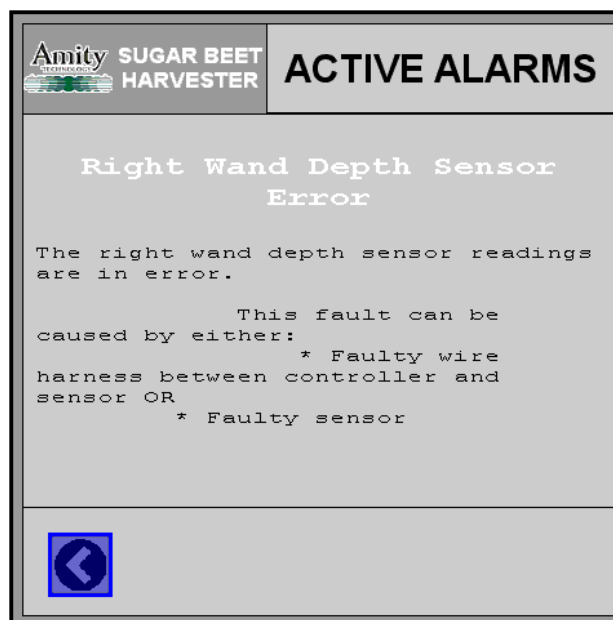 Amity
TECHNOLOGY
SUGAR BEET
HARVESTER
ACTIVE ALARMS
Right Wand Depth Sensor
Error
The right wand depth sensor readings
are in error.
This fault can be
caused by either:
* Faulty wire
harness between controller and
sensor OR
* Faulty sensor